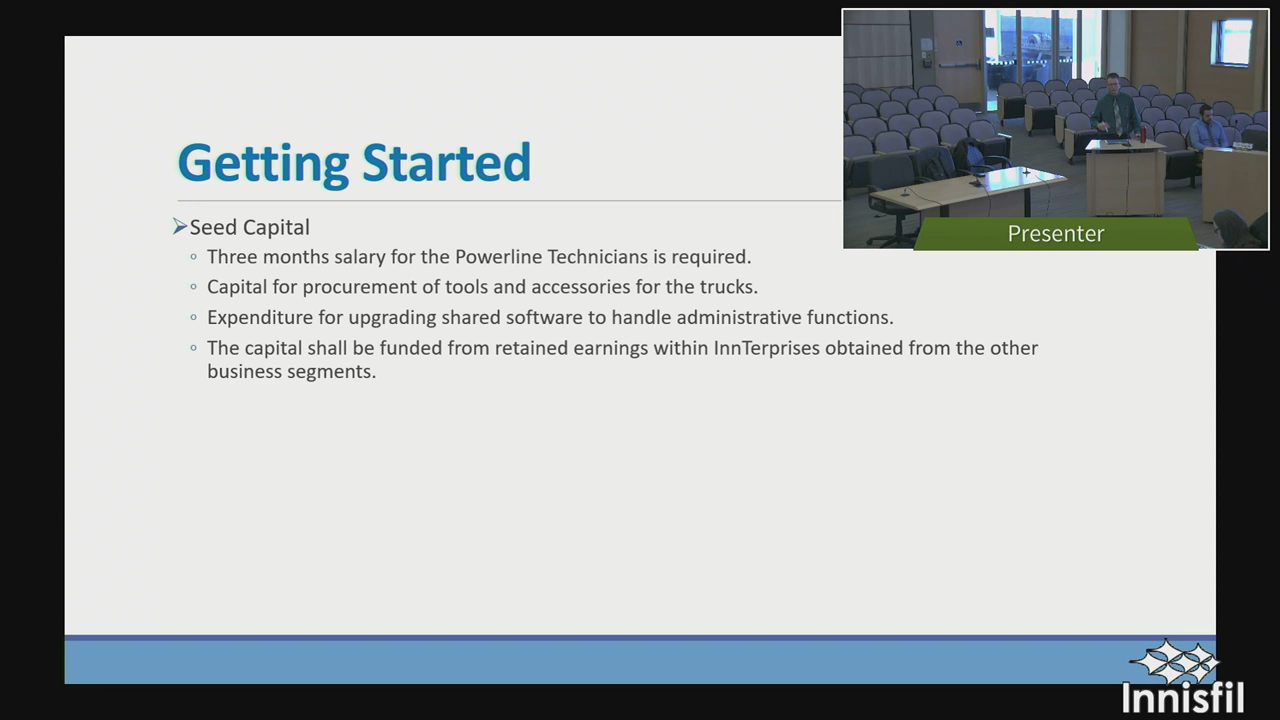 Getting Started
➢Seed Capital
◦ Three months salary for the Powerline Technicians is required.
◦ Capital for procurement of tools and accessories for the trucks.
◦ Expenditure for upgrading shared software to handle administrative functions.
◦ The capital shall be funded from retained earnings within InnTerprises obtained from the other
business segments.
Presenter
Innisfil